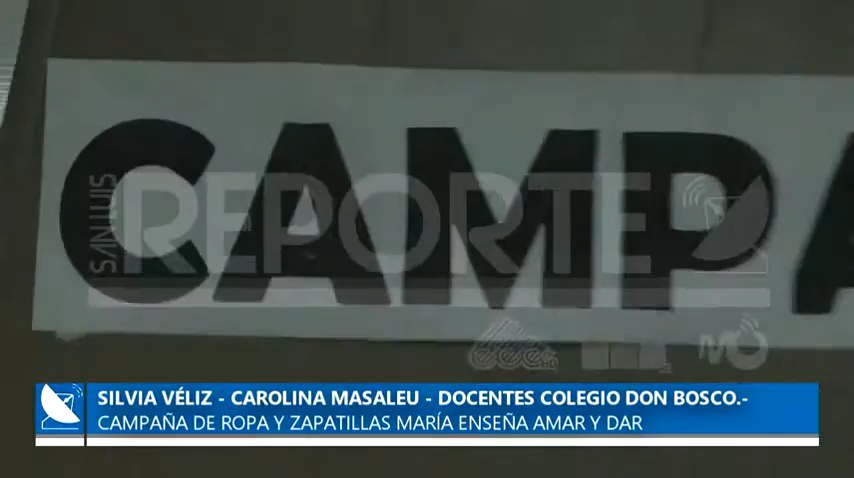 CAMPA
SAN LUIS
REPORTE
SILVIA VÉLIZ - CAROLINA MASALEU - DOCENTES COLEGIO DON BOSCO.-
CAMPAÑA DE ROPA Y ZAPATILLAS MARÍA ENSEÑA AMAR Y DAR